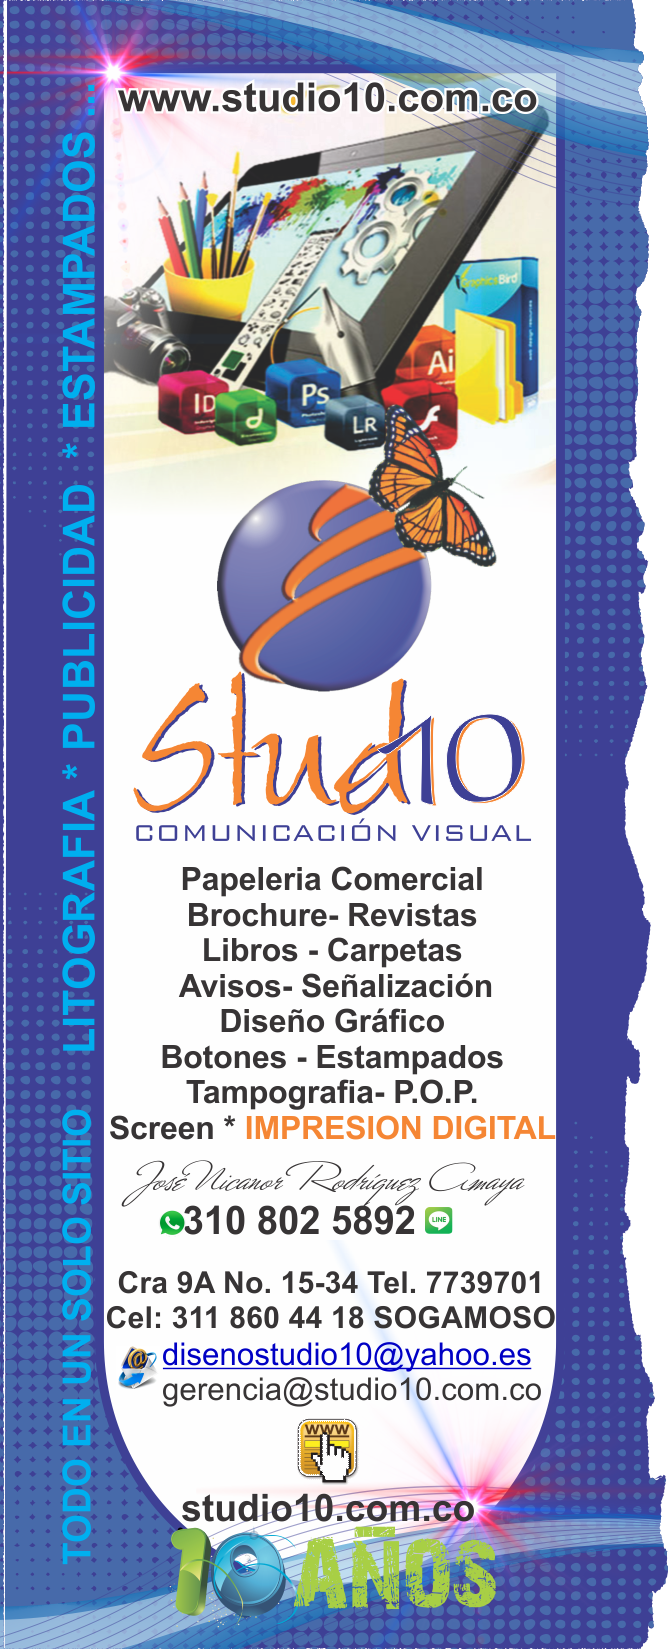 www.studio10.com.co
TODO EN UN SOLO SITIO LITOGRAFIA * PUBLICIDAD * ESTAMPADOS ...
GraphicsBird
Ai
ID
d
Ps
LR
Stud10
COMUNICACIÓN VISUAL
Papeleria Comercial
Brochure- Revistas
Libros - Carpetas
Avisos- Señalización
Diseño Gráfico
Botones - Estampados
Tampografia- P.O.P.
Screen * IMPRESION DIGITAL
José Nicanor Rodríguez Amaya
310 802 5892 LINE
Cra 9A No. 15-34 Tel. 7739701
Cel: 311 860 44 18 SOGAMOSO
@ disenostudio10@yahoo.es
gerencia@studio10.com.co
WWW
studio10.com.co
10 AÑOS